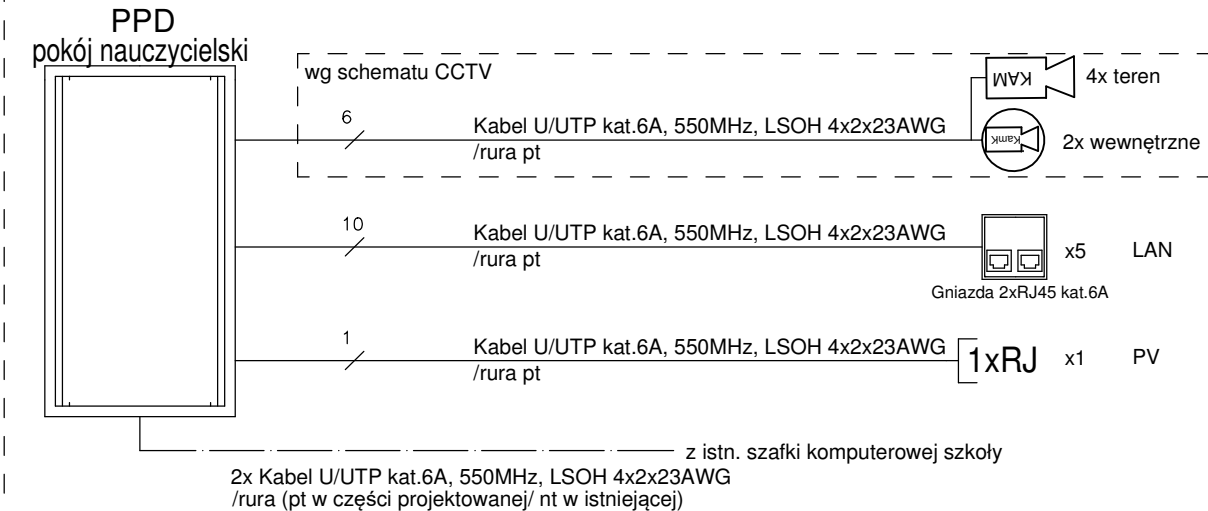 PPD
pokój nauczycielski
wg schematu CCTV
KAM
4x teren
6
Kabel U/UTP kat.6A, 550MHz, LSOH 4x2x23AWG
/rura pt
KamK
2x wewnętrzne
10
Kabel U/UTP kat.6A, 550MHz, LSOH 4x2x23AWG
/rura pt
x5 LAN
Gniazda 2xRJ45 kat.6A
1
Kabel U/UTP kat.6A, 550MHz, LSOH 4x2x23AWG
/rura pt
1xRJ x1 PV
z istn. szafki komputerowej szkoły
2x Kabel U/UTP kat.6A, 550MHz, LSOH 4x2x23AWG
/rura (pt w części projektowanej/ nt w istniejącej)